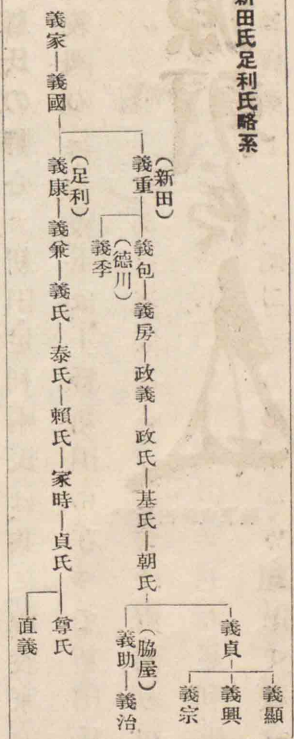 新田氏足利氏略系
義家―義國
(新田)
義重
義包―義房―政義―政氏―基氏―朝氏
義貞
義顯
義興
義宗
(脇屋)
義助―義治
(德川)
義季
(足利)
義康―義兼―義氏―泰氏―賴氏―家時―貞氏
尊氏
直義